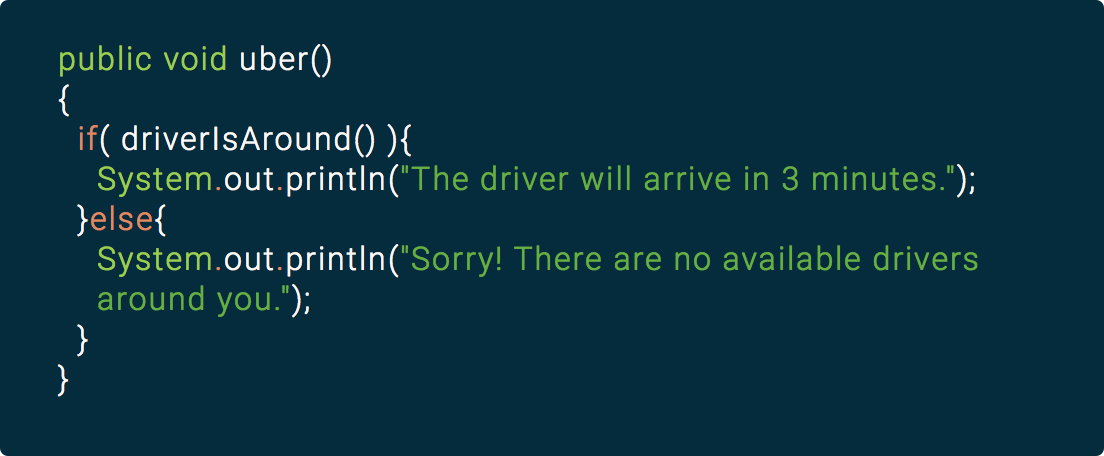 public void uber()
{
if( driverIsAround() ){
System.out.println("The driver will arrive in 3 minutes.");
}else{
System.out.println("Sorry! There are no available drivers
around you.");
}
}